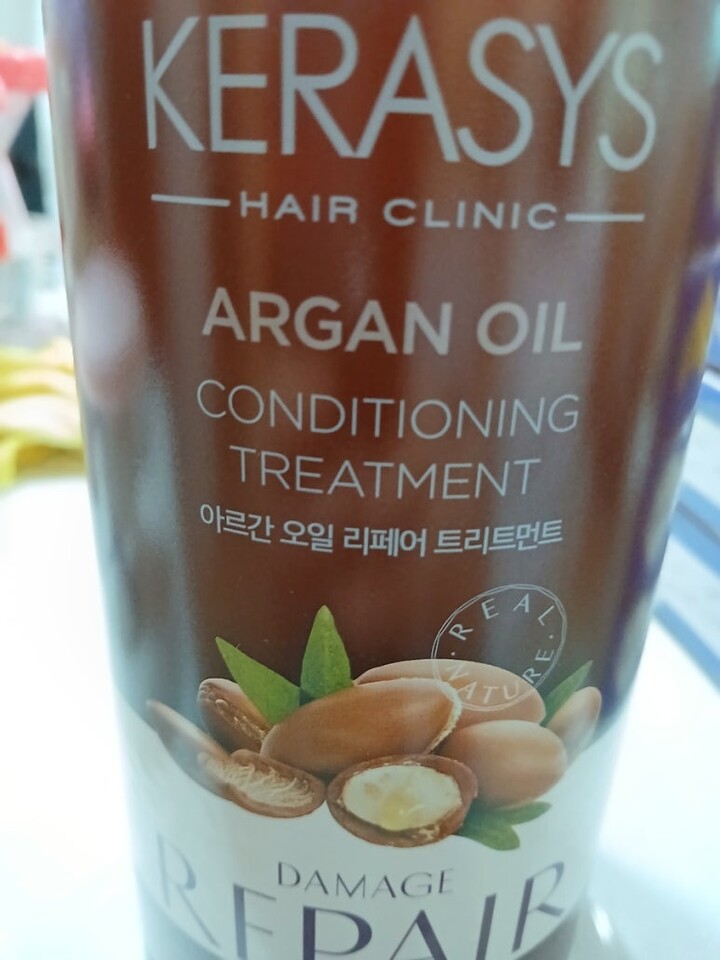 KERASYS
HAIR CLINIC
ARGAN OIL
CONDITIONING
TREATMENT
아르간 오일 리페어 트리트먼트
REAL
NATURE
DAMAGE
REPAIR